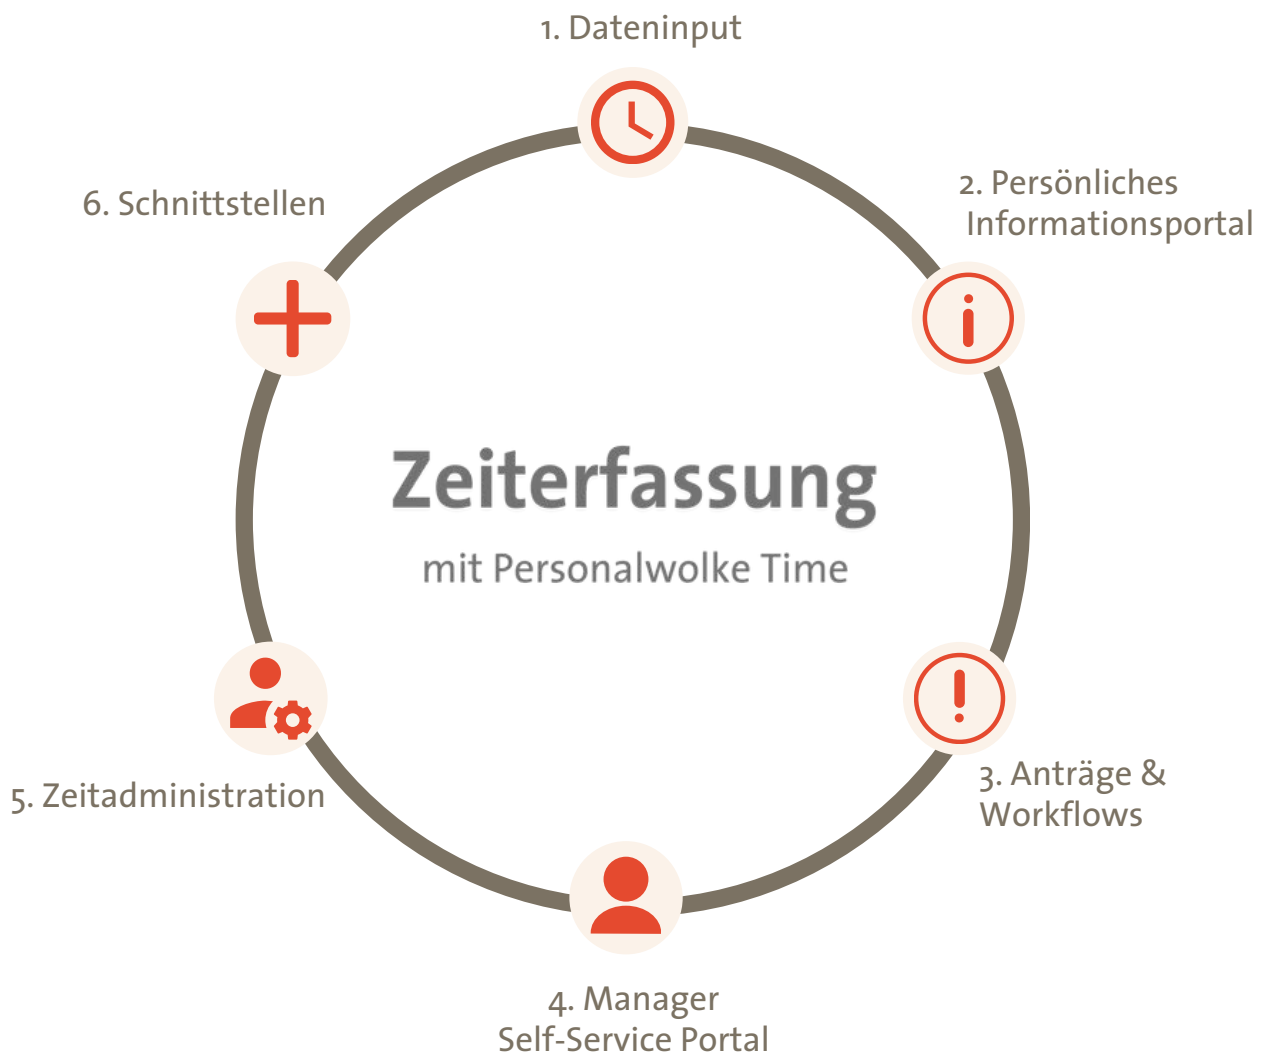 1. Dateninput
2. Persönliches
Informationsportal
3. Anträge &
Workflows
4. Manager
Self-Service Portal
5. Zeitadministration
6. Schnittstellen
Zeiterfassung
mit Personalwolke Time